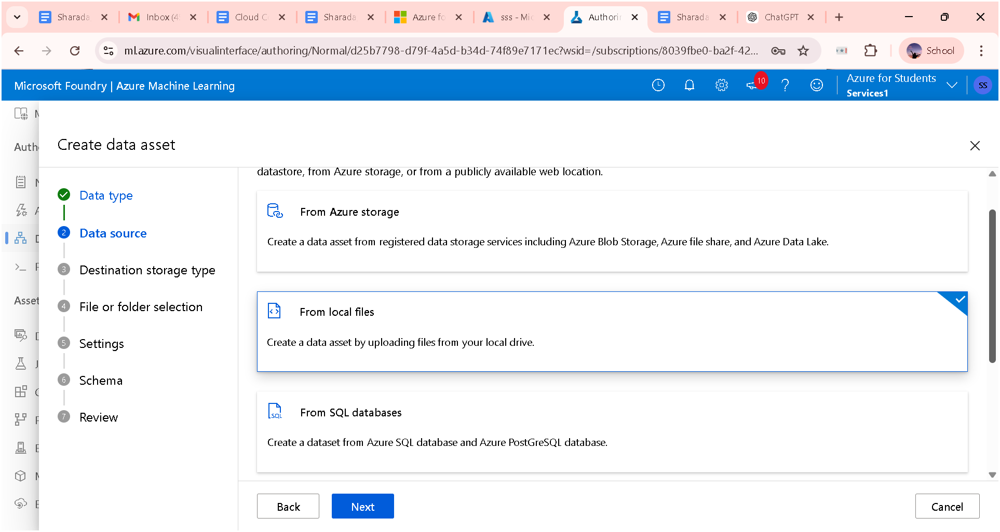 Sharada
Inbox (4
Cloud C
Sharada
Azure fo
sss - Mic
Authorin
Sharada
ChatGPT
ml.azure.com/visualinterface/authoring/Normal/d25b7798-d79f-4a5d-b34d-74f89e7171ec?wsid=/subscriptions/8039fbe0-ba2f-42...
School
Microsoft Foundry | Azure Machine Learning
10
Azure for Students
Services1
SS
Auth
Asset
Create data asset
Data type
2 Data source
3 Destination storage type
4 File or folder selection
5 Settings
6 Schema
7 Review
datastore, from Azure storage, or from a publicly available web location.
From Azure storage
Create a data asset from registered data storage services including Azure Blob Storage, Azure file share, and Azure Data Lake.
From local files
Create a data asset by uploading files from your local drive.
SQL
From SQL databases
Create a dataset from Azure SQL database and Azure PostGreSQL database.
Back
Next
Cancel